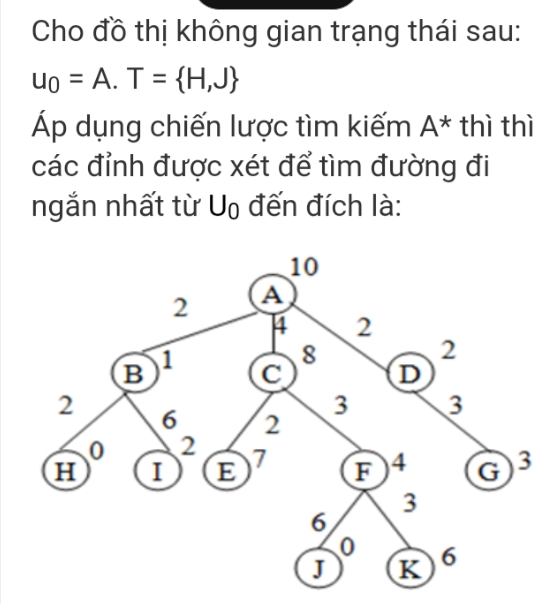 Cho đồ thị không gian trạng thái sau:
u₀ = A. T = {H,J}
Áp dụng chiến lược tìm kiếm A* thì thì
các đỉnh được xét để tìm đường đi
ngắn nhất từ U₀ đến đích là:
10
A
2 4 2
B 1 C 8 D 2
2 6 2 3 3
H 0 I 2 E 7 F 4 G 3
6 3
J 0 K 6